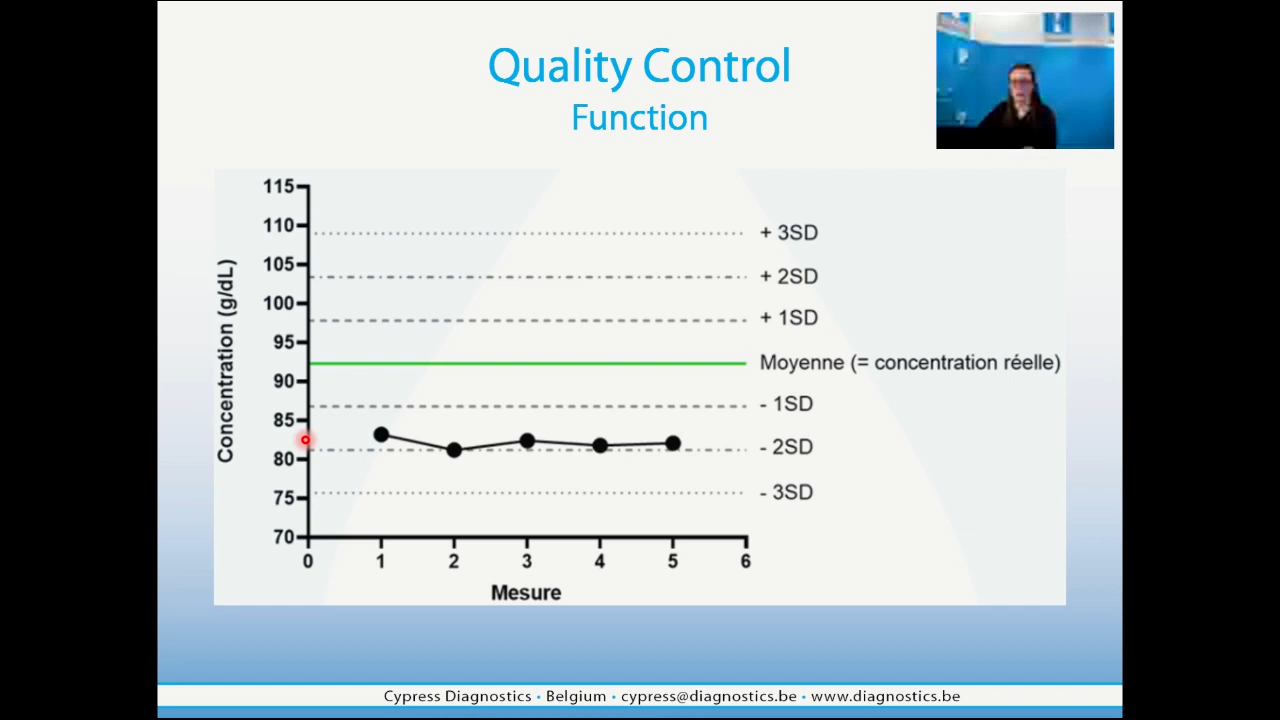 Quality Control
Function
115
110
105
100
95
90
85
80
75
70
Concentration (g/dL)
+ 3SD
+ 2SD
+ 1SD
Moyenne (= concentration réelle)
- 1SD
- 2SD
- 3SD
0 1 2 3 4 5 6
Mesure
Cypress Diagnostics • Belgium • cypress@diagnostics.be • www.diagnostics.be